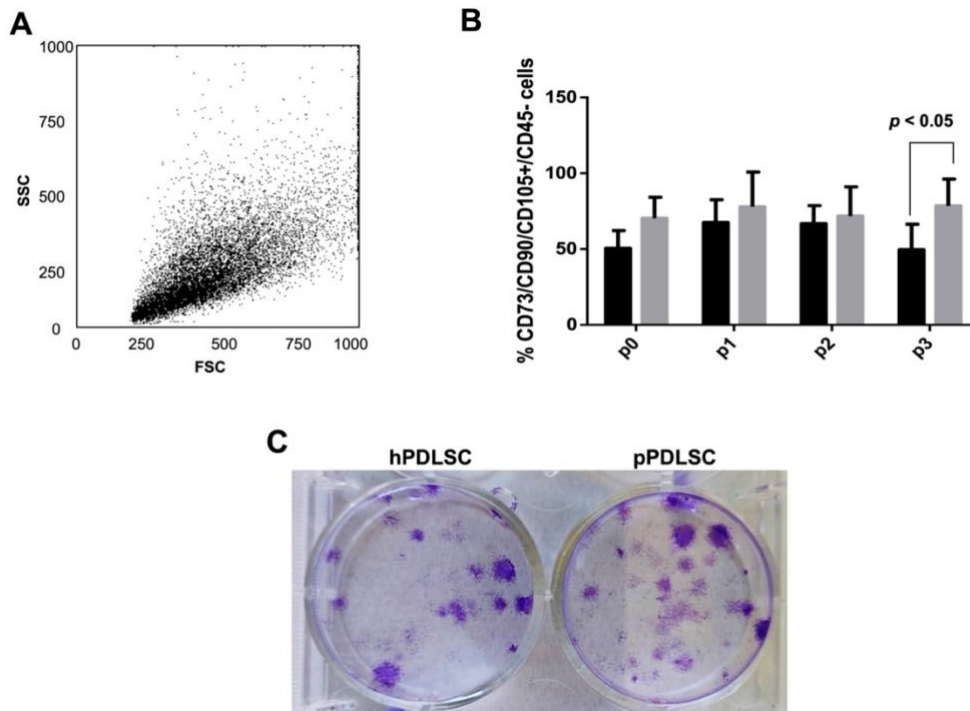 A
1000
750
500
250
0
SSC
0 250 500 750 1000
FSC
B
% CD73/CD90/CD105+/CD45- cells
150
100
50
0
p < 0.05
p0 p1 p2 p3
C
hPDLSC pPDLSC